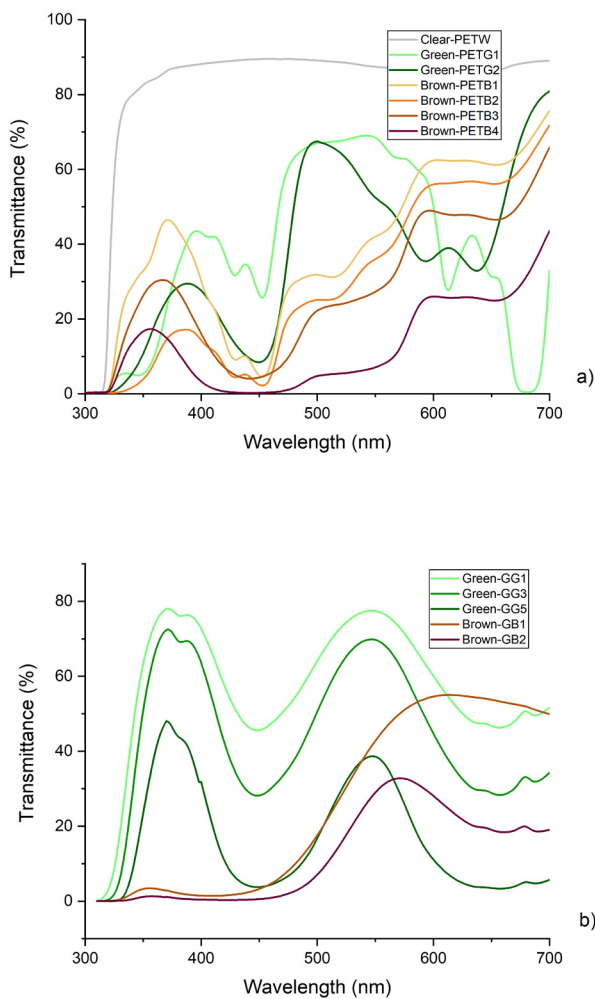 100
80
60
40
20
0
Transmittance (%)
Clear-PETW
Green-PETG1
Green-PETG2
Brown-PETB1
Brown-PETB2
Brown-PETB3
Brown-PETB4
300 400 500 600 700
a)
Wavelength (nm)
80
60
40
20
0
Transmittance (%)
Green-GG1
Green-GG3
Green-GG5
Brown-GB1
Brown-GB2
300 400 500 600 700
b)
Wavelength (nm)